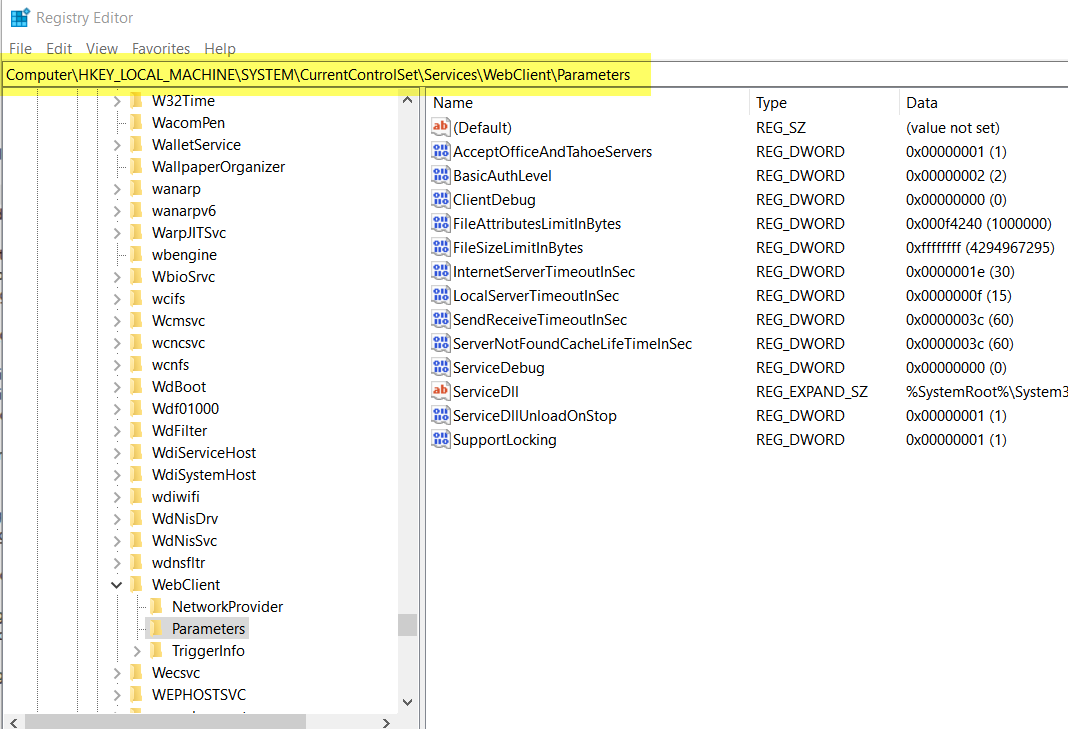 Registry Editor
File Edit View Favorites Help
Computer\HKEY_LOCAL_MACHINE\SYSTEM\CurrentControlSet\Services\WebClient\Parameters
W32Time
WacomPen
WalletService
WallpaperOrganizer
wanarp
wanarpv6
WarpJITSvc
wbengine
WbioSrvc
wcifs
Wcmsvc
wcncsvc
wcnfs
WdBoot
Wdf01000
WdFilter
WdiServiceHost
WdiSystemHost
wdiwifi
WdNisDrv
WdNisSvc
wdnsfltr
WebClient
NetworkProvider
Parameters
TriggerInfo
Wecsvc
WEPHOSTSVC
Name Type Data
(Default) REG_SZ (value not set)
AcceptOfficeAndTahoeServers REG_DWORD 0x00000001 (1)
BasicAuthLevel REG_DWORD 0x00000002 (2)
ClientDebug REG_DWORD 0x00000000 (0)
FileAttributesLimitInBytes REG_DWORD 0x000f4240 (1000000)
FileSizeLimitInBytes REG_DWORD 0xffffffff (4294967295)
InternetServerTimeoutInSec REG_DWORD 0x0000001e (30)
LocalServerTimeoutInSec REG_DWORD 0x0000000f (15)
SendReceiveTimeoutInSec REG_DWORD 0x0000003c (60)
ServerNotFoundCacheLifeTimeInSec REG_DWORD 0x0000003c (60)
ServiceDebug REG_DWORD 0x00000000 (0)
ServiceDll REG_EXPAND_SZ %SystemRoot%\System3
ServiceDllUnloadOnStop REG_DWORD 0x00000001 (1)
SupportLocking REG_DWORD 0x00000001 (1)